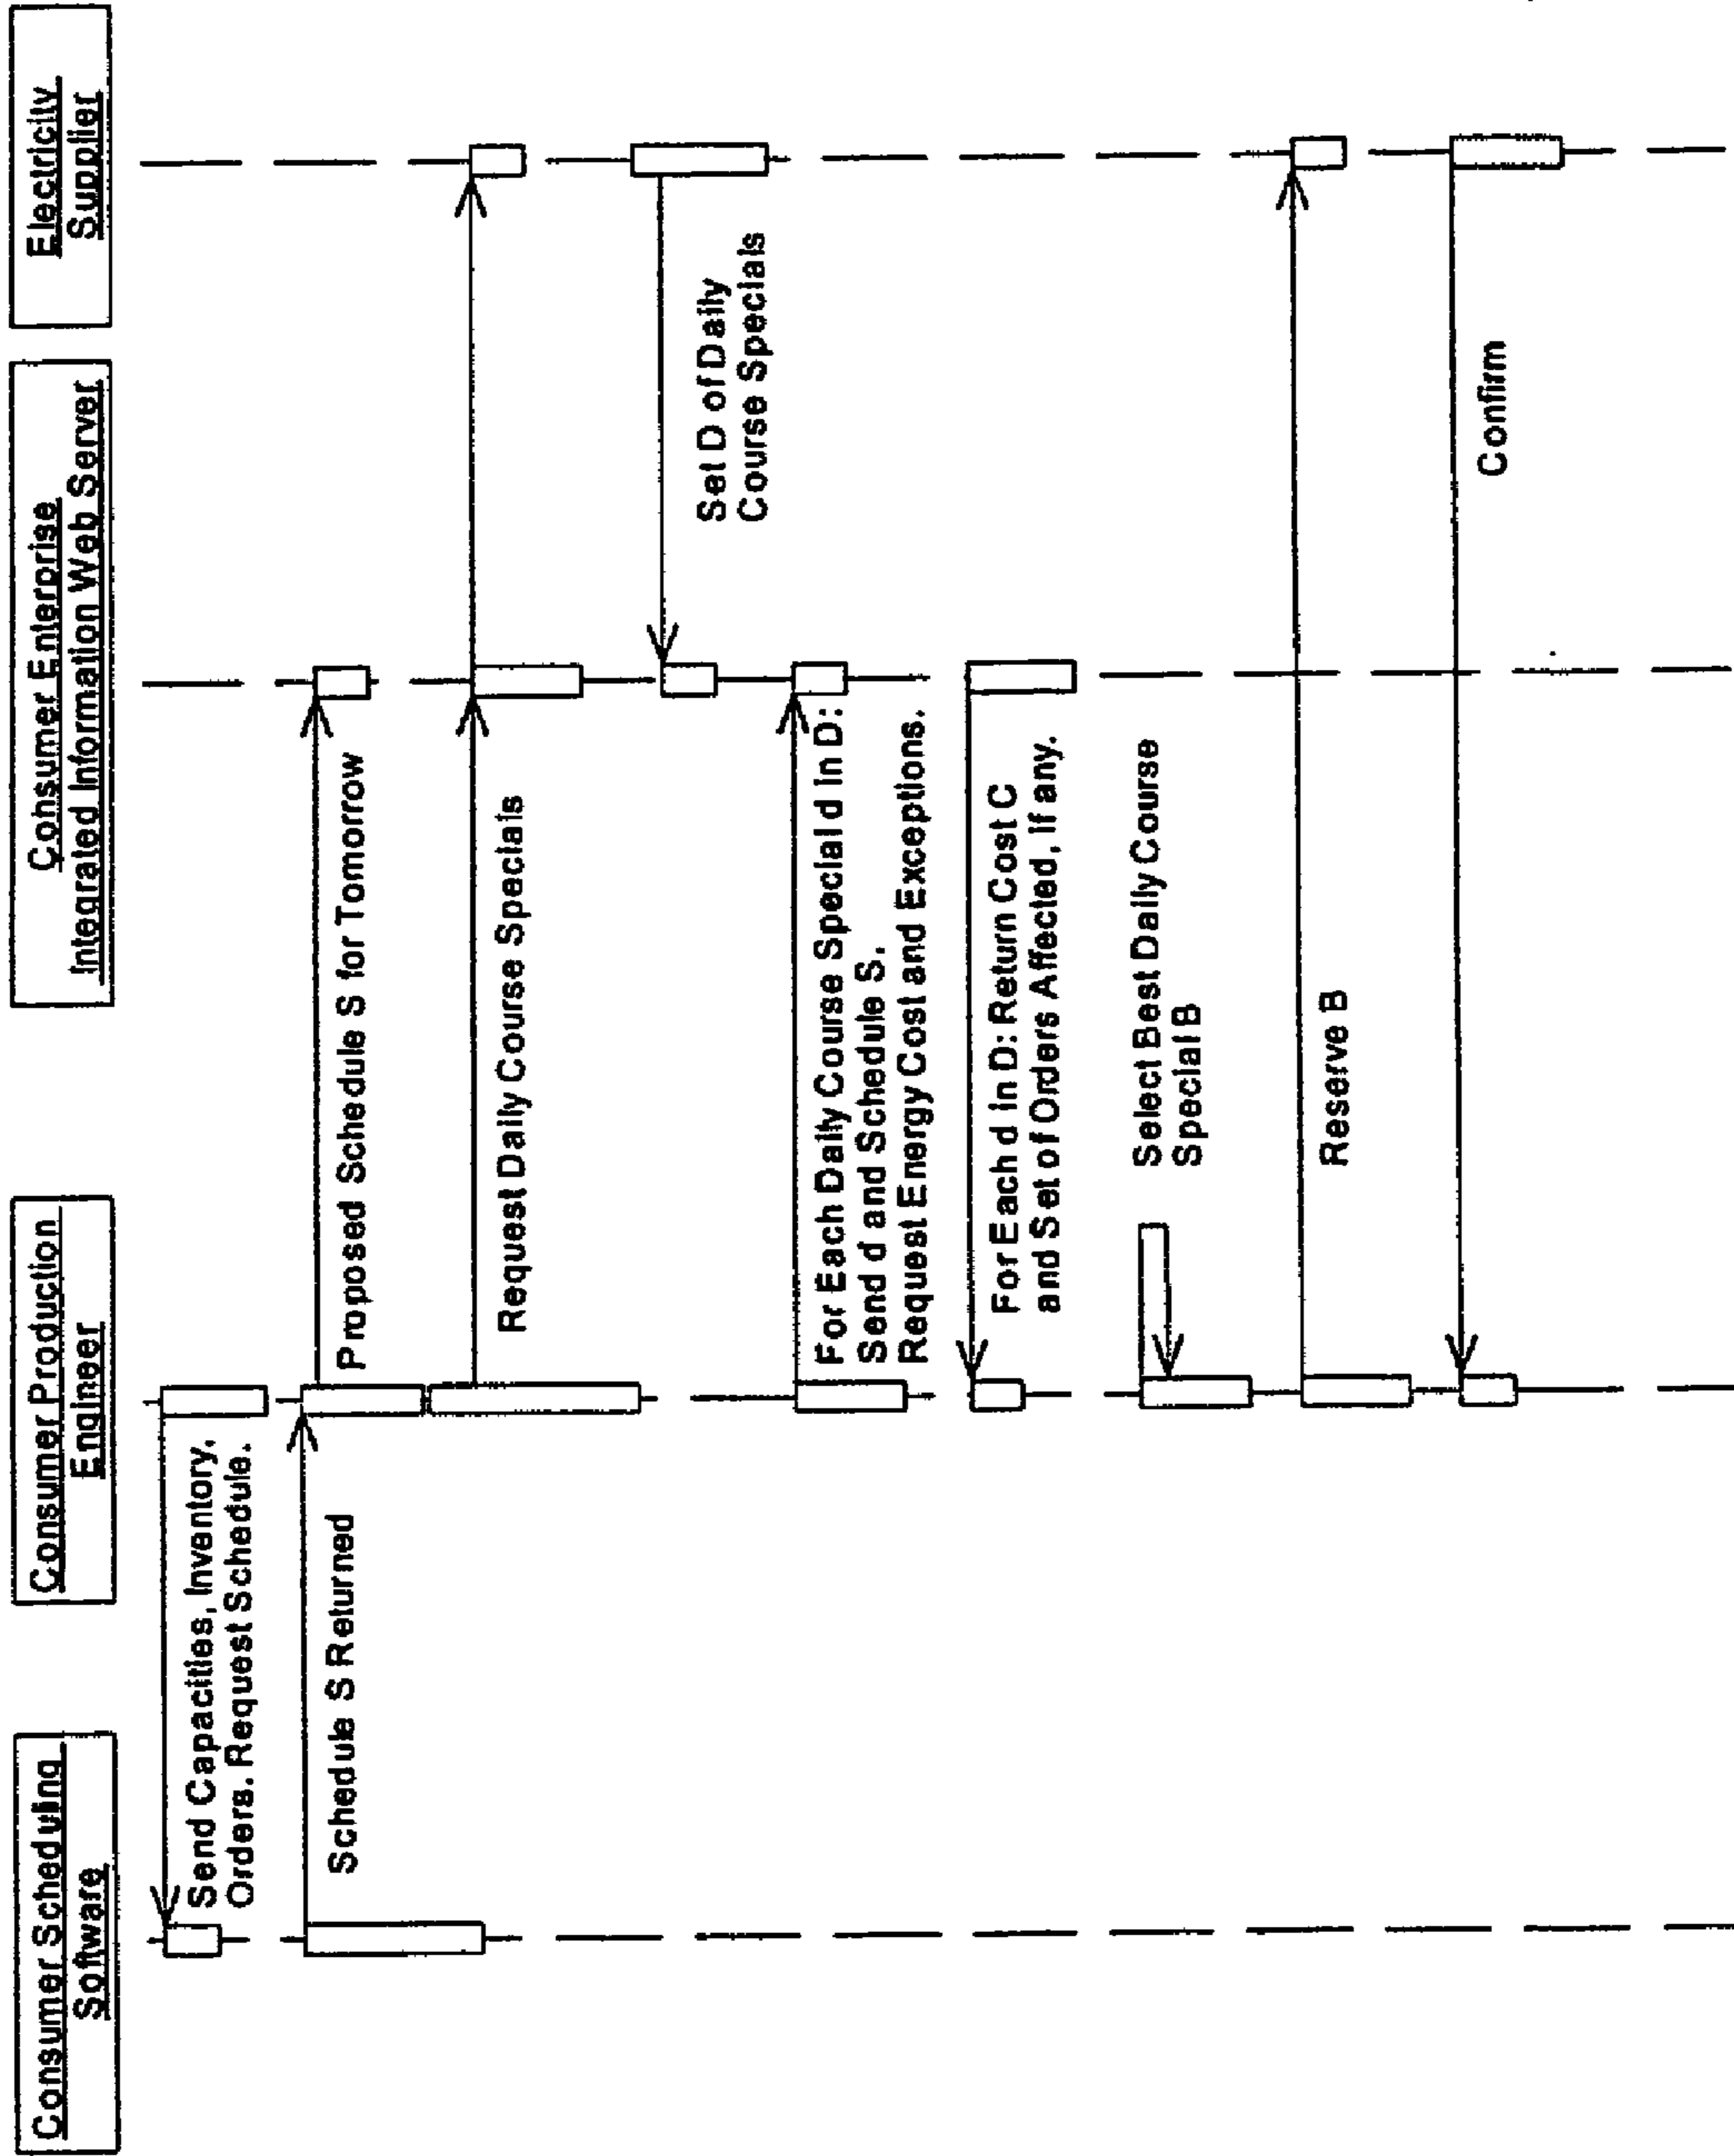 Consumer Scheduling
Software
Consumer Production
Engineer
Consumer Enterprise
Integrated Information Web Server
Electricity
Supplier
Send Capacities, Inventory,
Orders. Request Schedule.
Schedule S Returned
Proposed Schedule S for Tomorrow
Request Daily Course Specials
Set D of Daily
Course Specials
For Each Daily Course Special d in D:
Send d and Schedule S.
Request Energy Cost and Exceptions.
For Each d in D: Return Cost C
and Set of Orders Affected, if any.
Select Best Daily Course
Special B
Reserve B
Confirm